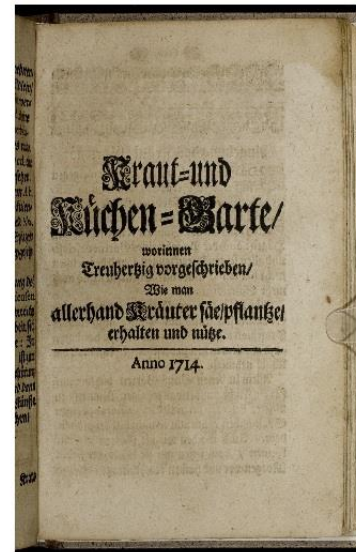 Kraut=und
Küchen=Garte/
worinnen
Treuhertzig vorgeschrieben/
Wie man
allerhand Kräuter säe/pflantze/
erhalten und nütze.
Anno 1714.